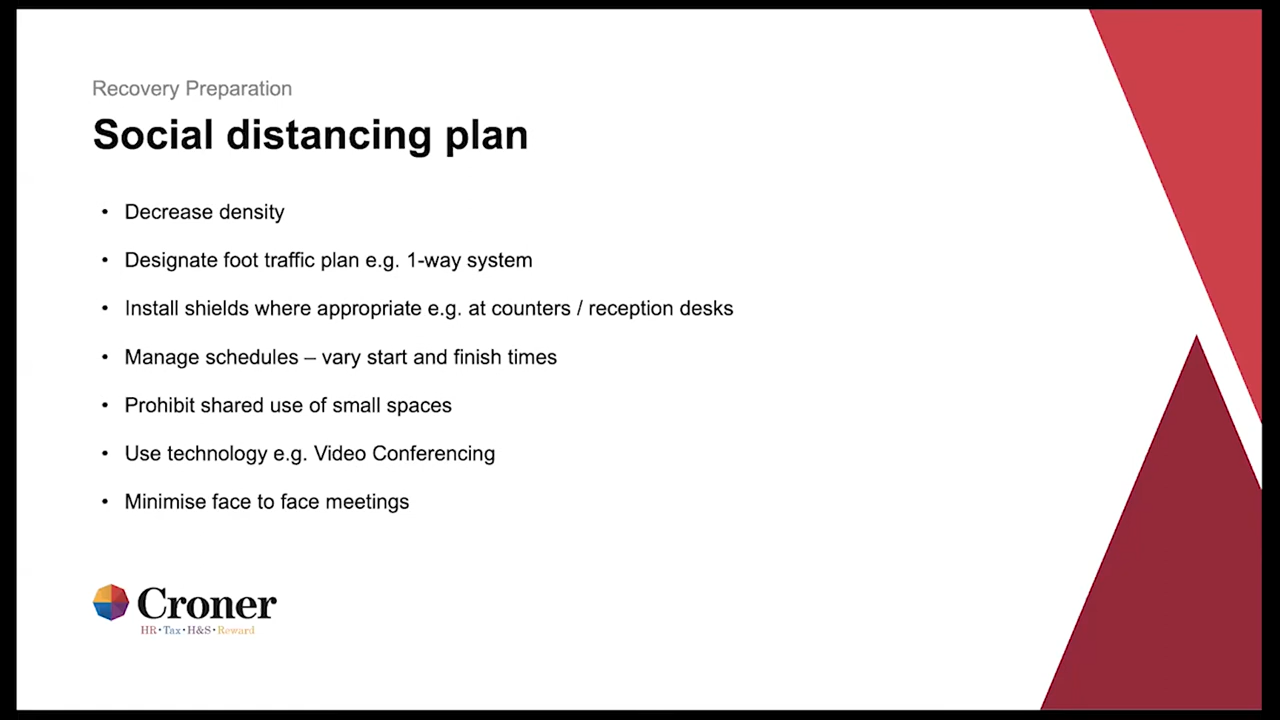 Recovery Preparation
Social distancing plan
• Decrease density
• Designate foot traffic plan e.g. 1-way system
• Install shields where appropriate e.g. at counters / reception desks
• Manage schedules – vary start and finish times
• Prohibit shared use of small spaces
• Use technology e.g. Video Conferencing
• Minimise face to face meetings
Croner
HR•Tax•H&S•Reward